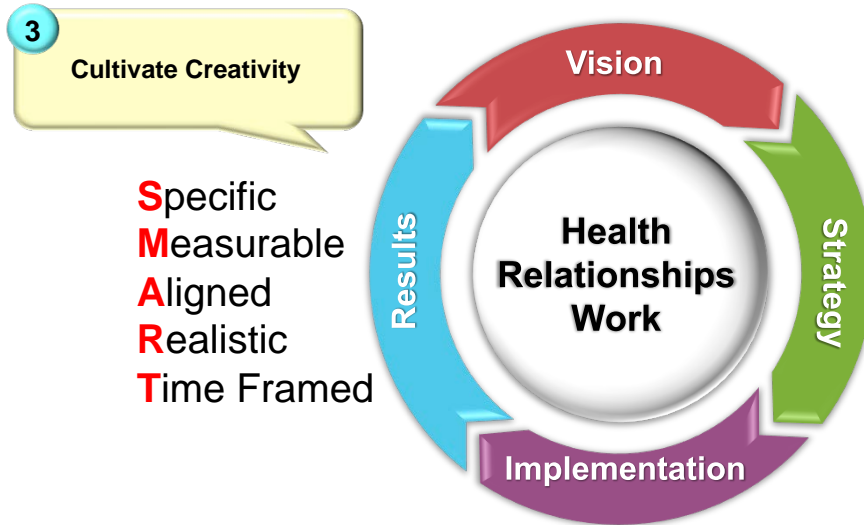 3
Cultivate Creativity
Specific
Measurable
Aligned
Realistic
Time Framed
Vision
Strategy
Implementation
Results
Health
Relationships
Work